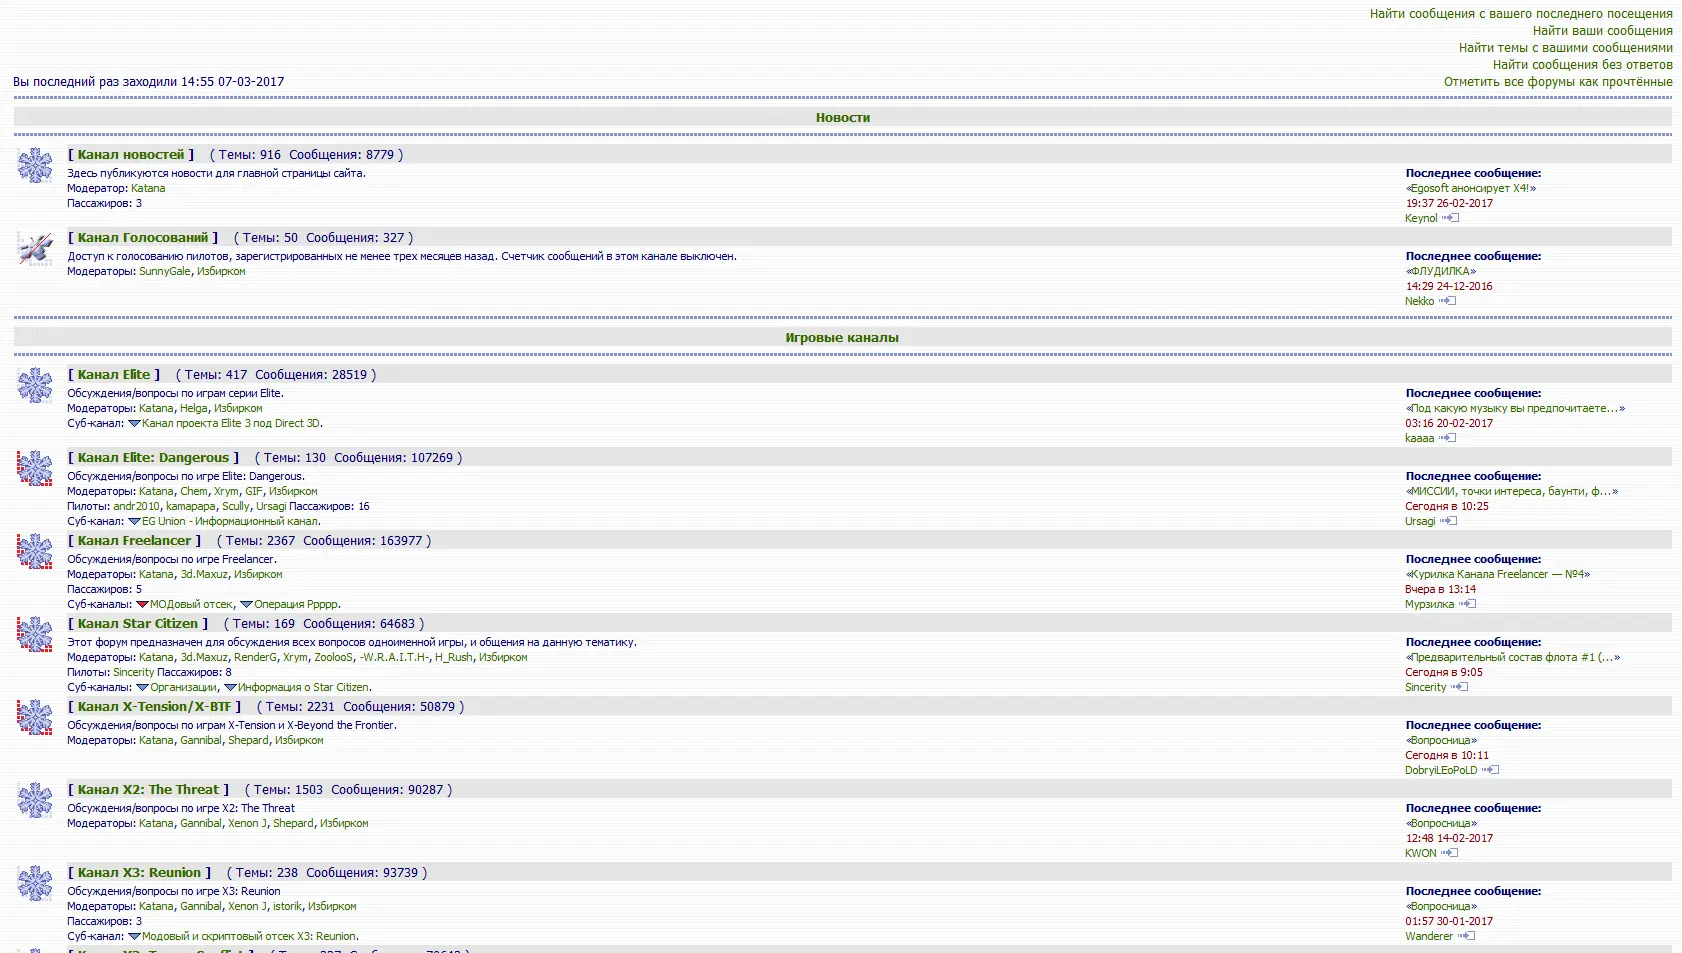 Найти сообщения с вашего последнего посещения
Найти ваши сообщения
Найти темы с вашими сообщениями
Найти сообщения без ответов
Вы последний раз заходили 14:55 07-03-2017 Отметить все форумы как прочтённые
Новости
[ Канал новостей ] ( Темы: 916 Сообщения: 8779 )
Здесь публикуются новости для главной страницы сайта. Последнее сообщение:
Модератор: Katana «Egosoft анонсирует X4!»
Пассажиров: 3 19:37 26-02-2017
Keynol
[ Канал Голосований ] ( Темы: 50 Сообщения: 327 )
Доступ к голосованию пилотов, зарегистрированных не менее трех месяцев назад. Счетчик сообщений в этом канале выключен. Последнее сообщение:
Модераторы: SunnyGale, Избирком «ФЛУДИЛКА»
14:29 24-12-2016
Nekko
Игровые каналы
[ Канал Elite ] ( Темы: 417 Сообщения: 28519 )
Обсуждения/вопросы по играм серии Elite. Последнее сообщение:
Модераторы: Katana, Helga, Избирком «Под какую музыку вы предпочитаете...»
Суб-канал: Канал проекта Elite 3 под Direct 3D. 03:16 20-02-2017
kaaaa
[ Канал Elite: Dangerous ] ( Темы: 130 Сообщения: 107269 )
Обсуждения/вопросы по игре Elite: Dangerous. Последнее сообщение:
Модераторы: Katana, Chem, Xrym, GIF, Избирком «МИССИИ, точки интереса, баунти, ф...»
Пилоты: andr2010, kamapapa, Scully, Ursagi Пассажиров: 16 Сегодня в 10:25
Суб-канал: EG Union - Информационный канал. Ursagi
[ Канал Freelancer ] ( Темы: 2367 Сообщения: 163977 )
Обсуждения/вопросы по игре Freelancer. Последнее сообщение:
Модераторы: Katana, 3d.Maxuz, Избирком «Курилка Канала Freelancer — №4»
Пассажиров: 5 Вчера в 13:14
Суб-каналы: МОДовый отсек, Операция Ррррр. Мурзилка
[ Канал Star Citizen ] ( Темы: 169 Сообщения: 64683 )
Этот форум предназначен для обсуждения всех вопросов одноименной игры, и общения на данную тематику. Последнее сообщение:
Модераторы: Katana, 3d.Maxuz, RenderG, Xrym, ZoolooS, -W.R.A.I.T.H-, H_Rush, Избирком «Предварительный состав флота #1 (...»
Пилоты: Sincerity Пассажиров: 8 Сегодня в 9:05
Суб-каналы: Организации, Информация о Star Citizen. Sincerity
[ Канал X-Tension/X-BTF ] ( Темы: 2231 Сообщения: 50879 )
Обсуждения/вопросы по играм X-Tension и X-Beyond the Frontier. Последнее сообщение:
Модераторы: Katana, Gannibal, Shepard, Избирком «Вопросница»
Сегодня в 10:11
DobryiLEoPoLD
[ Канал X2: The Threat ] ( Темы: 1503 Сообщения: 90287 )
Обсуждения/вопросы по игре X2: The Threat Последнее сообщение:
Модераторы: Katana, Gannibal, Xenon J, Shepard, Избирком «Вопросница»
12:48 14-02-2017
KWON
[ Канал X3: Reunion ] ( Темы: 238 Сообщения: 93739 )
Обсуждения/вопросы по игре X3: Reunion Последнее сообщение:
Модераторы: Katana, Gannibal, Xenon J, istorik, Избирком «Вопросница»
Пассажиров: 3 01:57 30-01-2017
Суб-канал: Модовый и скриптовый отсек X3: Reunion. Wanderer